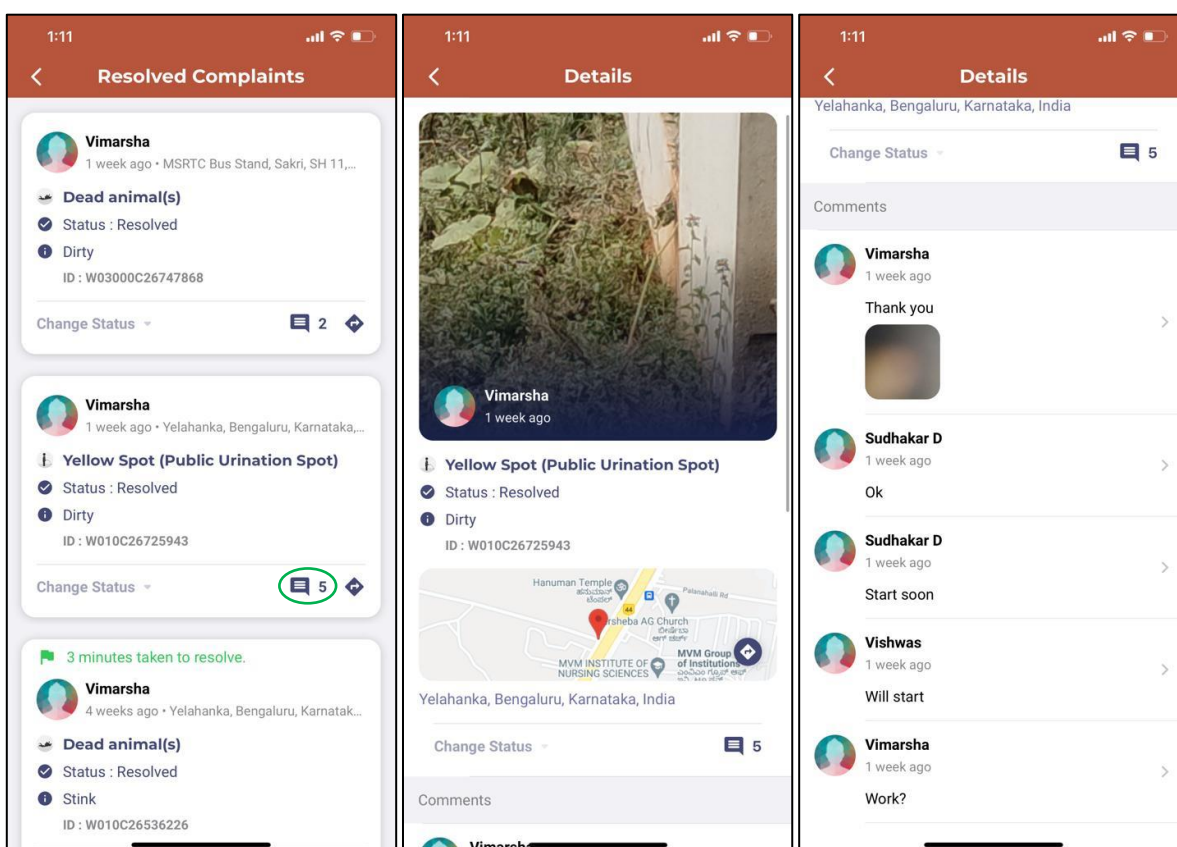 1:11
Resolved Complaints
Vimarsha
1 week ago • MSRTC Bus Stand, Sakri, SH 11,...
Dead animal(s)
Status : Resolved
Dirty
ID : W03000C26747868
Change Status
2
Vimarsha
1 week ago • Yelahanka, Bengaluru, Karnataka,...
Yellow Spot (Public Urination Spot)
Status : Resolved
Dirty
ID : W010C26725943
Change Status
5
3 minutes taken to resolve.
Vimarsha
4 weeks ago • Yelahanka, Bengaluru, Karnatak...
Dead animal(s)
Status : Resolved
Stink
ID : W010C26536226
1:11
Details
Vimarsha
1 week ago
Yellow Spot (Public Urination Spot)
Status : Resolved
Dirty
ID : W010C26725943
Hanuman Temple
44
Palanahalli Rd
rsheba AG Church
MVM INSTITUTE OF
NURSING SCIENCES
MVM Group
of Institutions
Yelahanka, Bengaluru, Karnataka, India
Change Status
5
Comments
Vimarsha
1:11
Details
Yelahanka, Bengaluru, Karnataka, India
Change Status
5
Comments
Vimarsha
1 week ago
Thank you
Sudhakar D
1 week ago
Ok
Sudhakar D
1 week ago
Start soon
Vishwas
1 week ago
Will start
Vimarsha
1 week ago
Work?